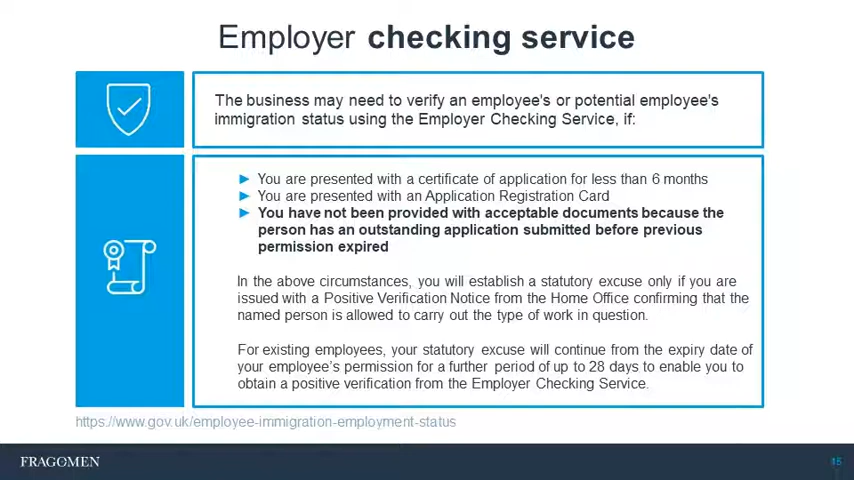 Employer checking service
The business may need to verify an employee's or potential employee's
immigration status using the Employer Checking Service, if:
► You are presented with a certificate of application for less than 6 months
► You are presented with an Application Registration Card
► You have not been provided with acceptable documents because the
person has an outstanding application submitted before previous
permission expired
In the above circumstances, you will establish a statutory excuse only if you are
issued with a Positive Verification Notice from the Home Office confirming that the
named person is allowed to carry out the type of work in question.
For existing employees, your statutory excuse will continue from the expiry date of
your employee's permission for a further period of up to 28 days to enable you to
obtain a positive verification from the Employer Checking Service.
https://www.gov.uk/employee-immigration-employment-status
FRAGOMEN
15